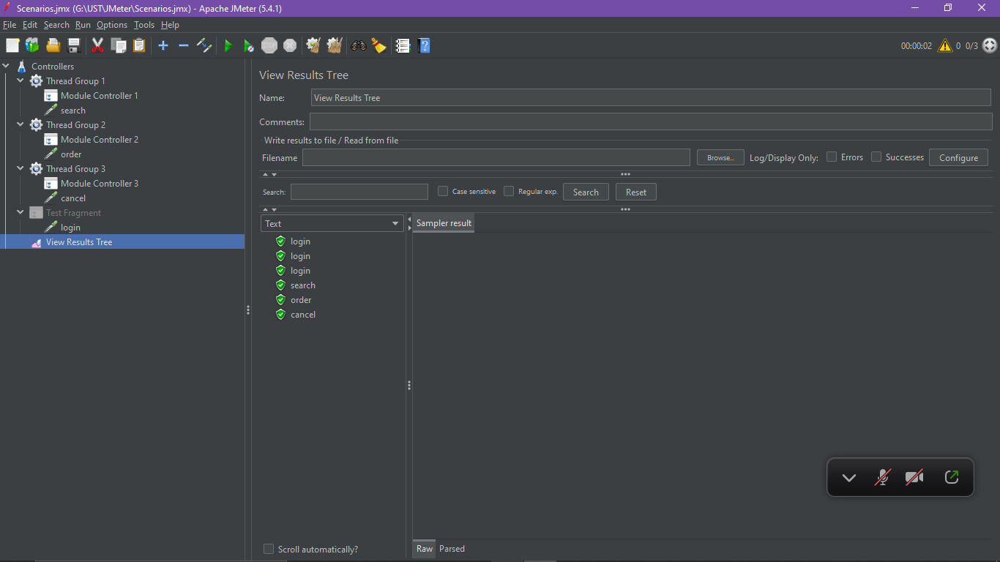 Scenarios.jmx (G:\UST\JMeter\Scenarios.jmx) - Apache JMeter (5.4.1)
File Edit Search Run Options Tools Help
STOP
00:00:02 0 0/3
Controllers
Thread Group 1
Module Controller 1
search
Thread Group 2
Module Controller 2
order
Thread Group 3
Module Controller 3
cancel
Test Fragment
login
View Results Tree
View Results Tree
Name: View Results Tree
Comments:
Write results to file / Read from file
Filename Browse... Log/Display Only: Errors Successes Configure
Search: Case sensitive Regular exp. Search Reset
Text
login
login
login
search
order
cancel
Scroll automatically?
Sampler result
Raw Parsed